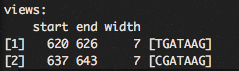 views:
start end width
[1] 620 626 7 [TGATAAG]
[2] 637 643 7 [CGATAAG]